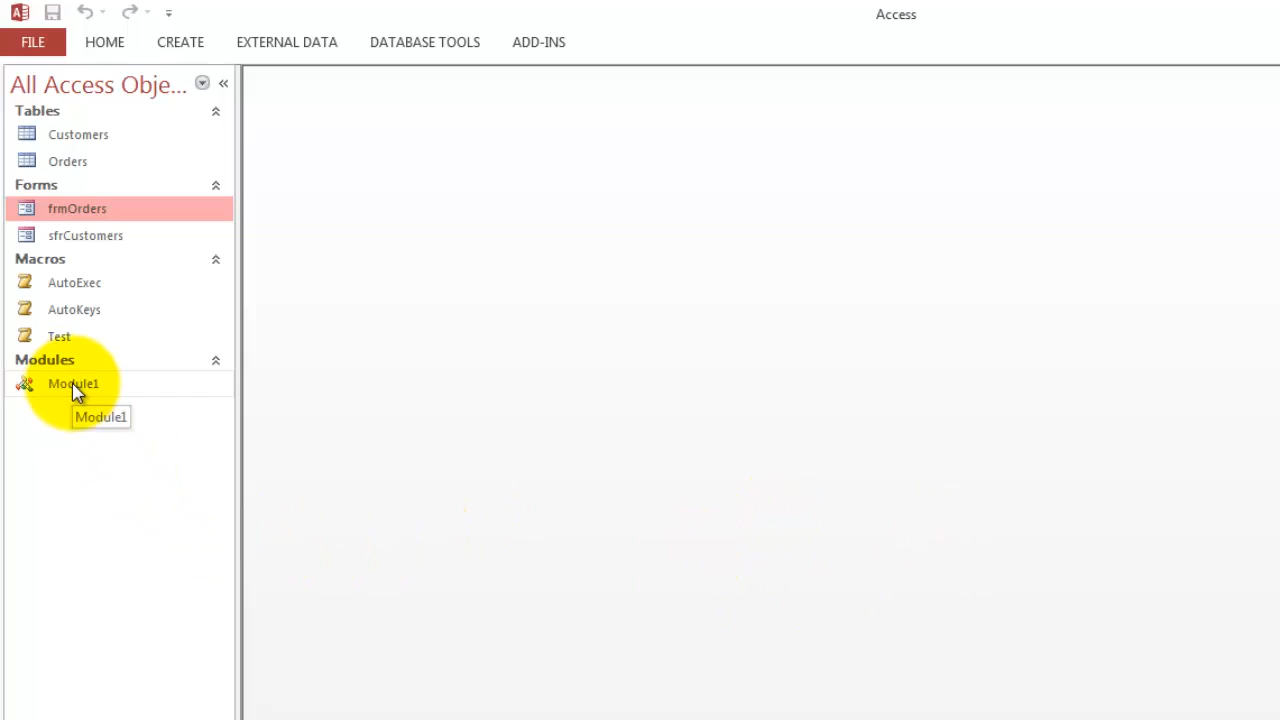 Access
FILE HOME CREATE EXTERNAL DATA DATABASE TOOLS ADD-INS
All Access Obje...
Tables
Customers
Orders
Forms
frmOrders
sfrCustomers
Macros
AutoExec
AutoKeys
Test
Modules
Module1
Module1